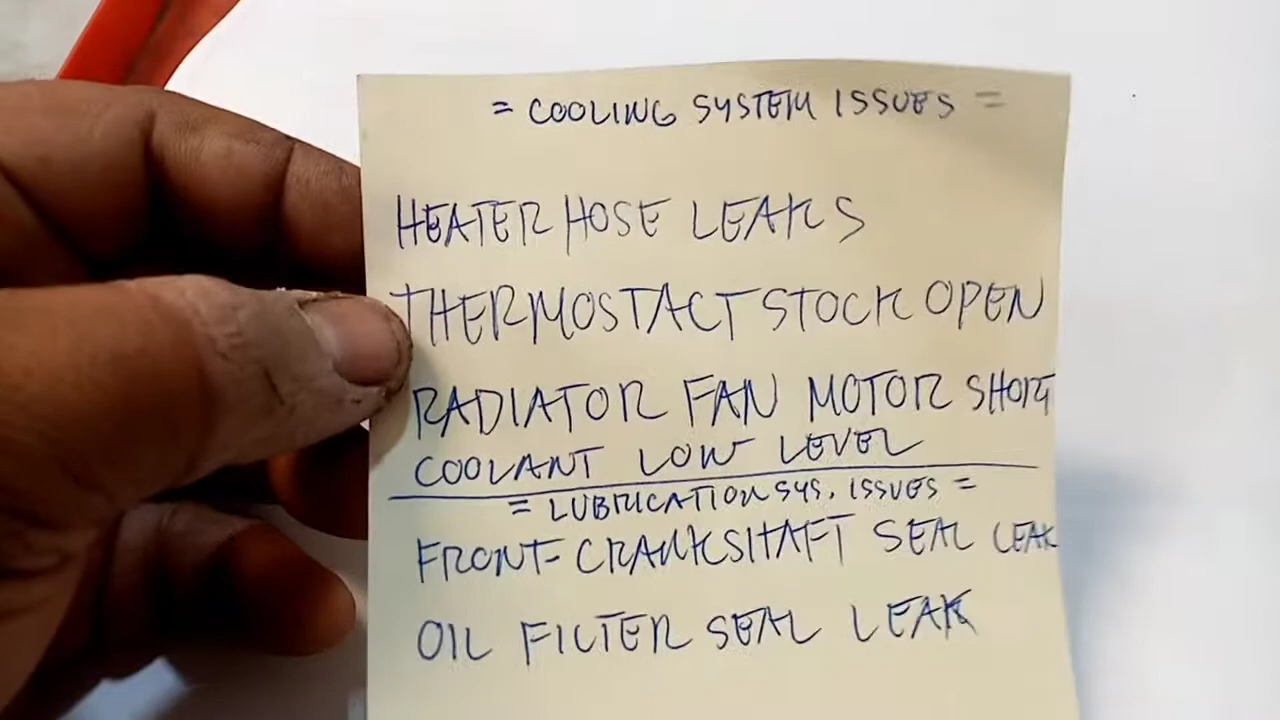 = COOLING SYSTEM ISSUES =
HEATER HOSE LEAKS
THERMOSTACT STOCK OPEN
RADIATOR FAN MOTOR SHORT
COOLANT LOW LEVEL
= LUBRICATION SYS. ISSUES =
FRONT-CRANKSHAFT SEAL LEAK
OIL FILTER SEAL LEAK